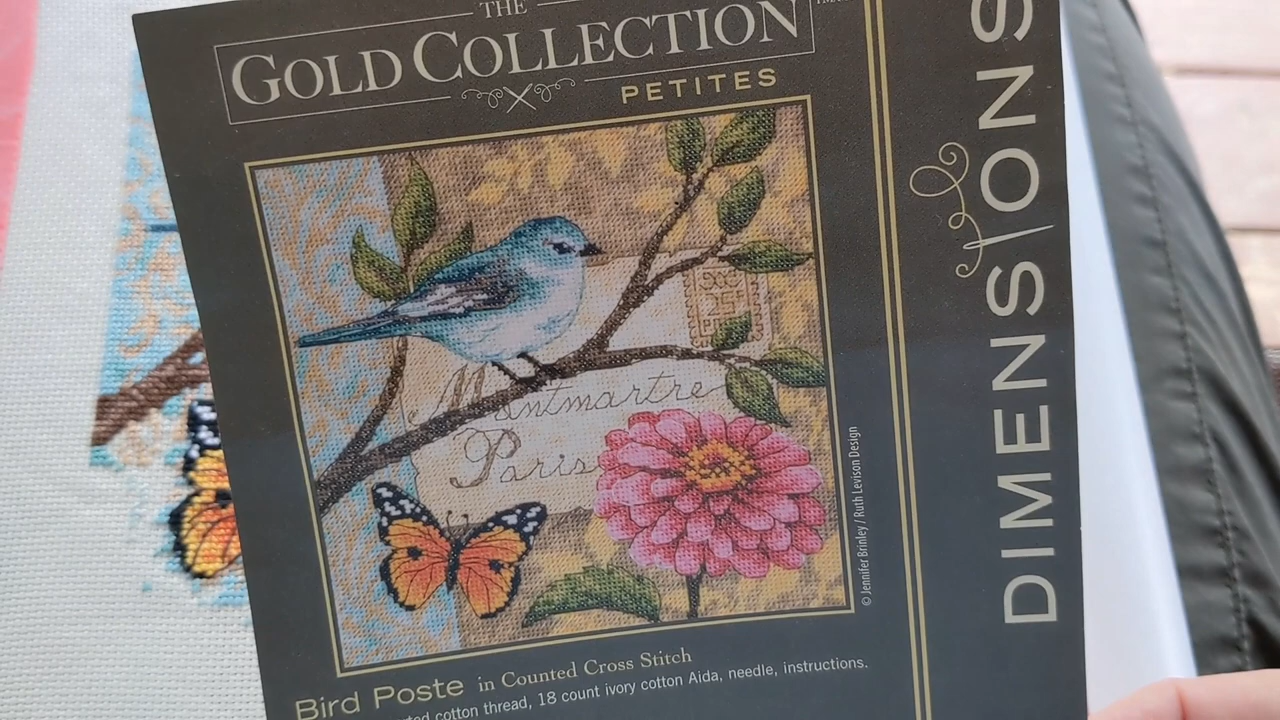 THE
GOLD COLLECTION
PETITES
DIMENSIONS
Montmartre
Paris
© Jennifer Brinley / Ruth Levison Design
Bird Poste in Counted Cross Stitch
cotton thread, 18 count ivory cotton Aida, needle, instructions.